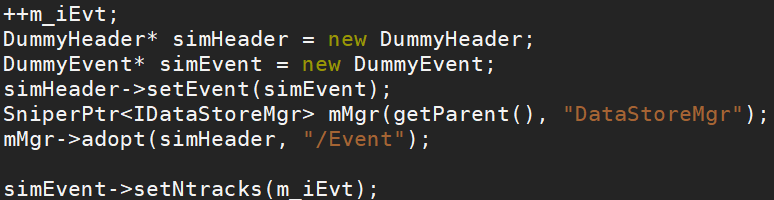 ++m_iEvt;
DummyHeader* simHeader = new DummyHeader;
DummyEvent* simEvent = new DummyEvent;
simHeader->setEvent(simEvent);
SniperPtr<IDataStoreMgr> mMgr(getParent(), "DataStoreMgr");
mMgr->adopt(simHeader, "/Event");
simEvent->setNtracks(m_iEvt);